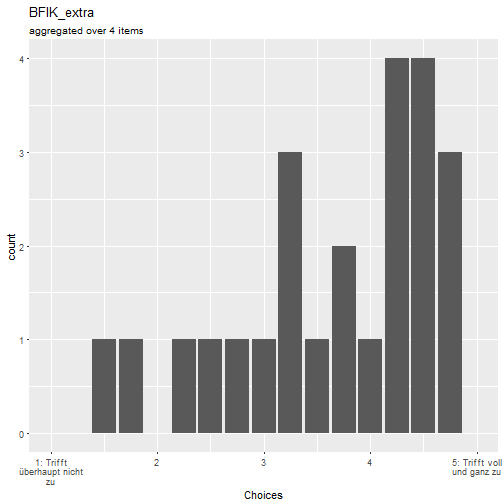 BFIK_extra
aggregated over 4 items
4
3
2
1
0
count
1: Trifft
überhaupt nicht
zu
2
3
4
5: Trifft voll
und ganz zu
Choices